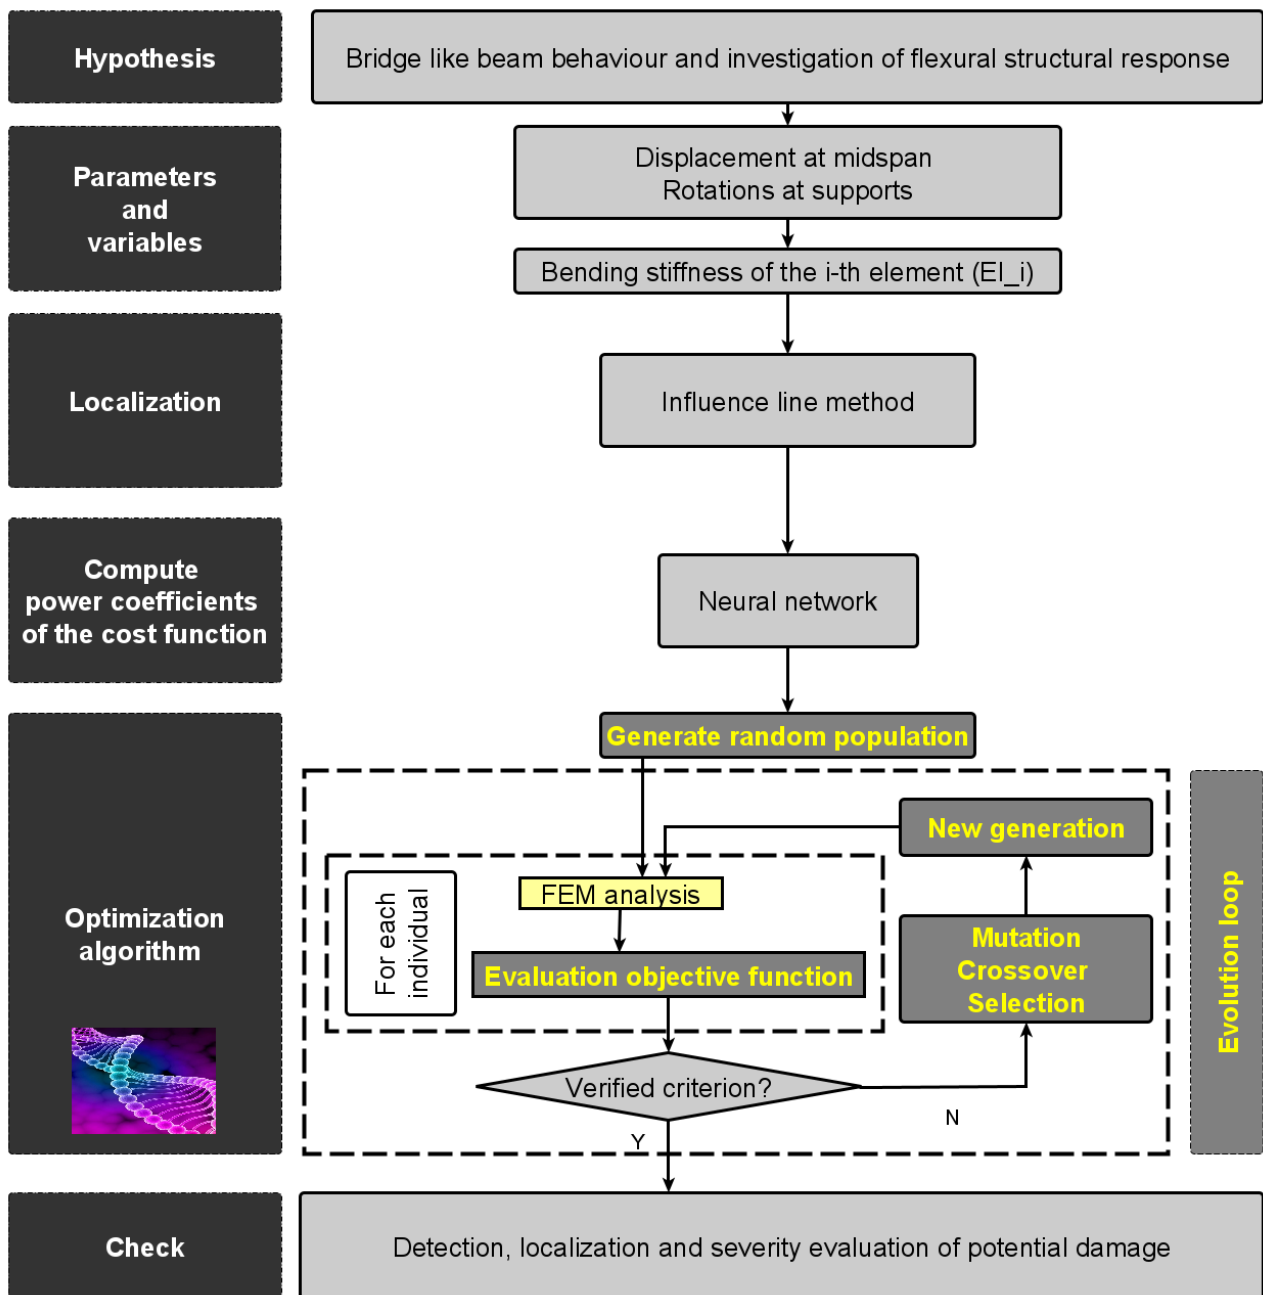 Hypothesis
Bridge like beam behaviour and investigation of flexural structural response
Parameters
and
variables
Displacement at midspan
Rotations at supports
Bending stiffness of the i-th element (EI_i)
Localization
Influence line method
Compute
power coefficients
of the cost function
Neural network
Optimization
algorithm
Generate random population
New generation
For each
individual
FEM analysis
Evaluation objective function
Mutation
Crossover
Selection
Verified criterion?
N
Y
Evolution loop
Check
Detection, localization and severity evaluation of potential damage